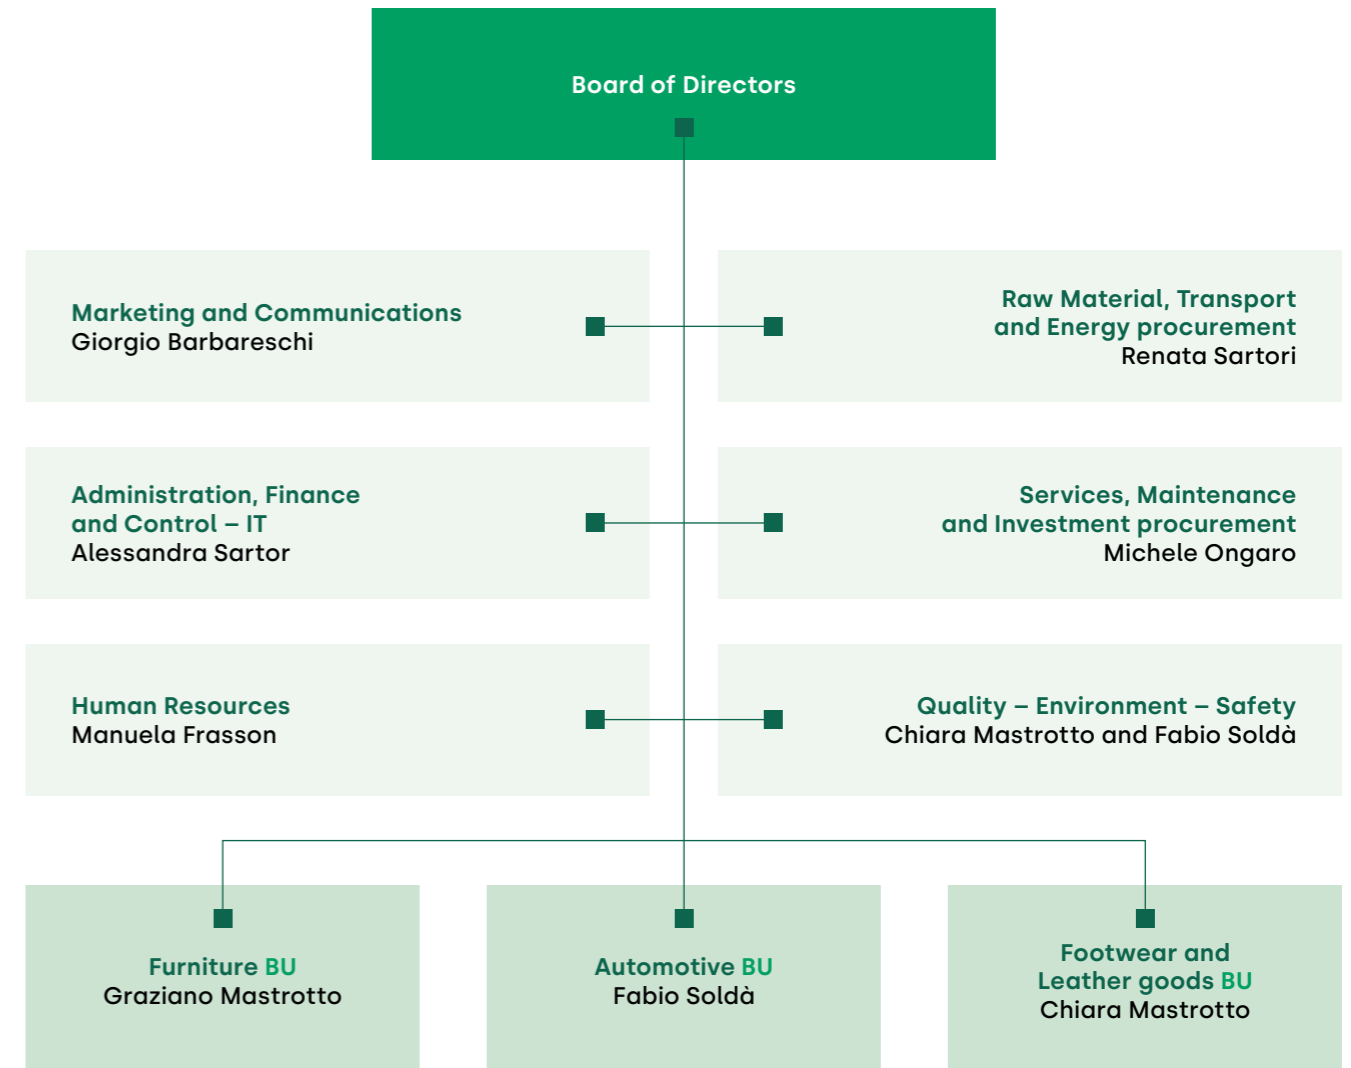 Board of Directors
Marketing and Communications
Giorgio Barbareschi
Raw Material, Transport
and Energy procurement
Renata Sartori
Administration, Finance
and Control – IT
Alessandra Sartor
Services, Maintenance
and Investment procurement
Michele Ongaro
Human Resources
Manuela Frasson
Quality – Environment – Safety
Chiara Mastrotto and Fabio Soldà
Furniture BU
Graziano Mastrotto
Automotive BU
Fabio Soldà
Footwear and
Leather goods BU
Chiara Mastrotto